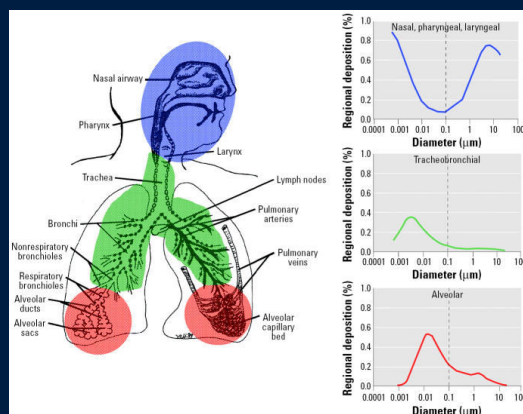 Nasal airway
Pharynx
Larynx
Trachea
Lymph nodes
Bronchi
Pulmonary
arteries
Nonrespiratory
bronchioles
Pulmonary
veins
Respiratory
bronchioles
Alveolar
ducts
Alveolar
sacs
Alveolar
capillary
bed
Regional deposition (%)
Nasal, pharyngeal, laryngeal
1.0
0.8
0.6
0.4
0.2
0.0
0.0001 0.001 0.01 0.1 1 10 100
Diameter (μm)
Regional deposition (%)
Tracheobronchial
1.0
0.8
0.6
0.4
0.2
0.0
0.0001 0.001 0.01 0.1 1 10 100
Diameter (μm)
Regional deposition (%)
Alveolar
1.0
0.8
0.6
0.4
0.2
0.0
0.0001 0.001 0.01 0.1 1 10 100
Diameter (μm)